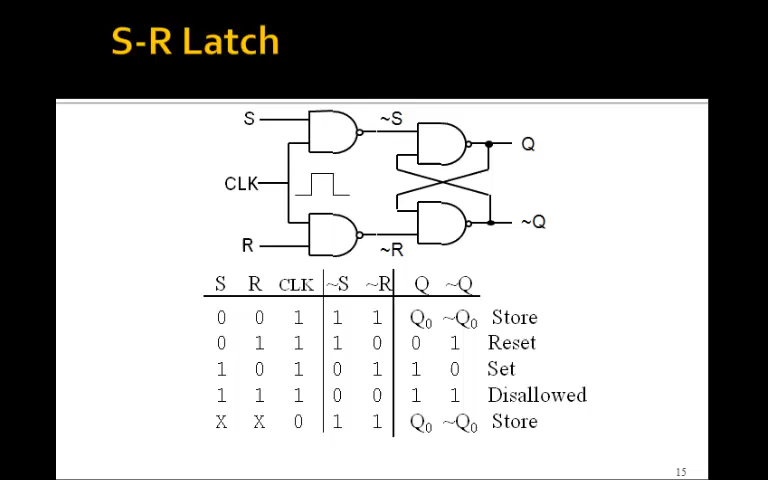 S-R Latch
S
~S
Q
CLK
R
~R
~Q
S R CLK ~S ~R Q ~Q
0 0 1 1 1 Q₀ ~Q₀ Store
0 1 1 1 0 0 1 Reset
1 0 1 0 1 1 0 Set
1 1 1 0 0 1 1 Disallowed
X X 0 1 1 Q₀ ~Q₀ Store
15